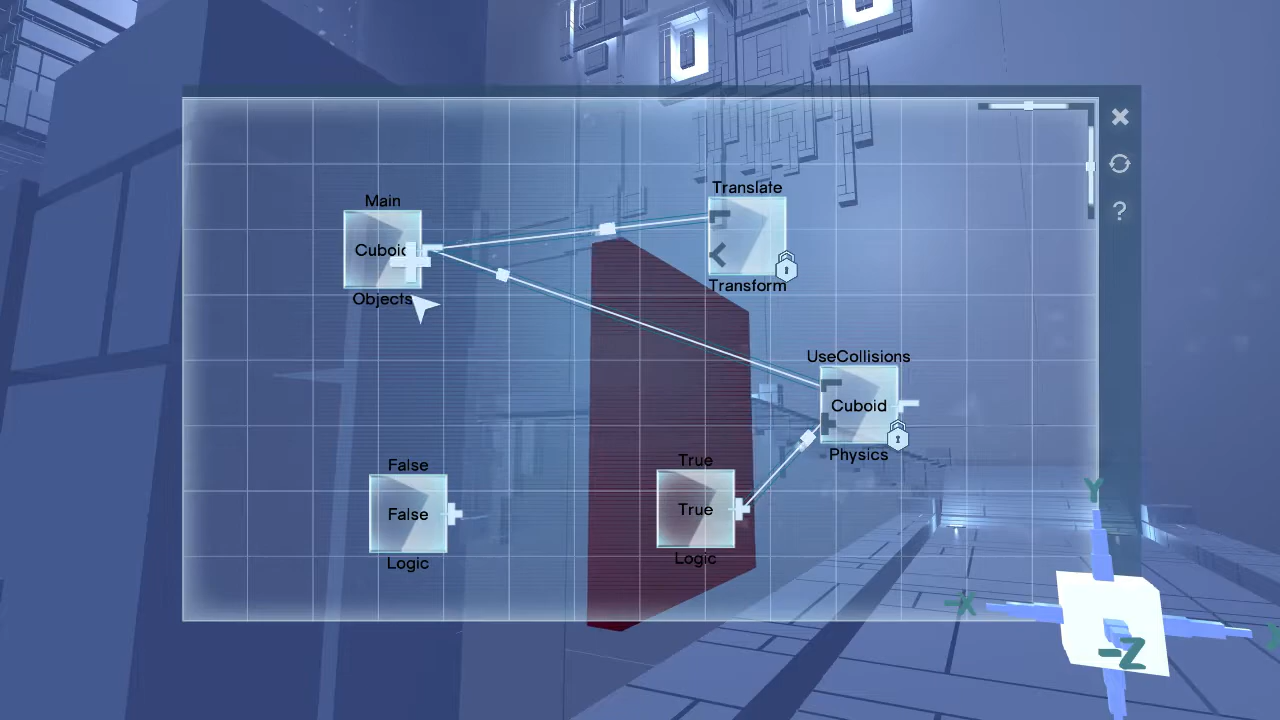 Translate
Main
Cuboid
Objects
Transform
?
UseCollisions
Cuboid
Physics
False
False
Logic
True
True
Logic
Y
-X
-Z